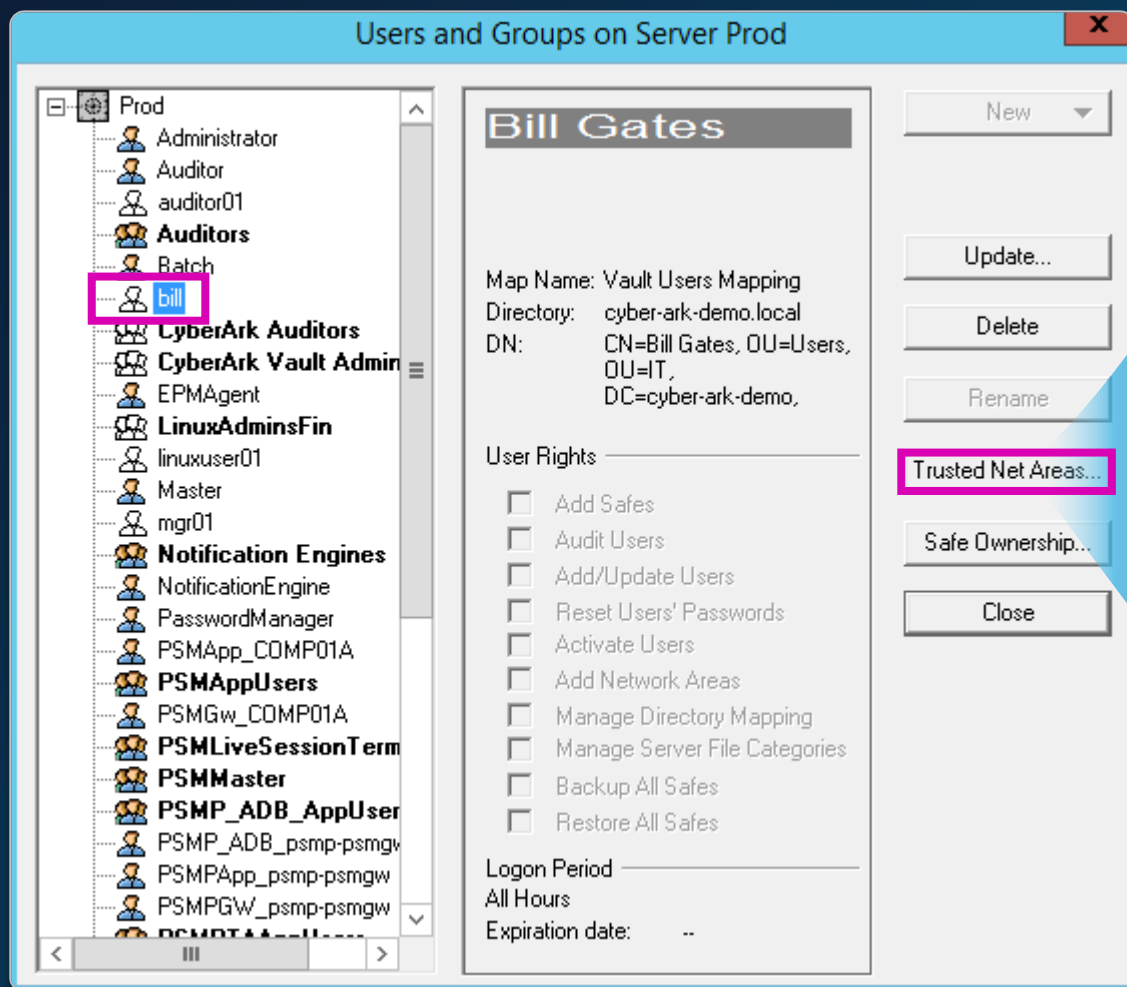 Users and Groups on Server Prod
x
Prod
Administrator
Auditor
auditor01
Auditors
Batch
bill
CyberArk Auditors
CyberArk Vault Admin
EPMAgent
LinuxAdminsFin
linuxuser01
Master
mgr01
Notification Engines
NotificationEngine
PasswordManager
PSMApp_COMP01A
PSMAppUsers
PSMGw_COMP01A
PSMLiveSessionTerm
PSMMaster
PSMP_ADB_AppUser
PSMP_ADB_psmp-psmgw
PSMPApp_psmp-psmgw
PSMPGW_psmp-psmgw
Bill Gates
Map Name: Vault Users Mapping
Directory: cyber-ark-demo.local
DN: CN=Bill Gates, OU=Users,
OU=IT,
DC=cyber-ark-demo,
User Rights
Add Safes
Audit Users
Add/Update Users
Reset Users' Passwords
Activate Users
Add Network Areas
Manage Directory Mapping
Manage Server File Categories
Backup All Safes
Restore All Safes
Logon Period
All Hours
Expiration date: --
New
Update...
Delete
Rename
Trusted Net Areas...
Safe Ownership...
Close